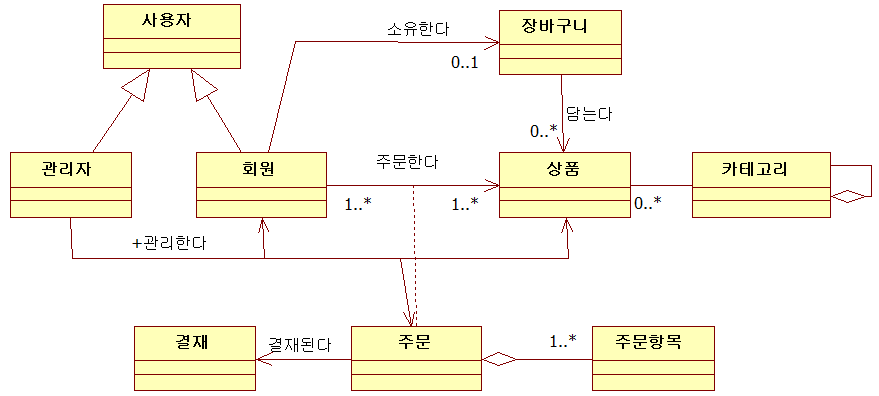 사용자
소유한다
장바구니
0..1
담는다
0..*
관리자
회원
주문한다
상품
카테고리
1..*
1..*
0..*
+관리한다
결재
결재된다
주문
1..*
주문항목